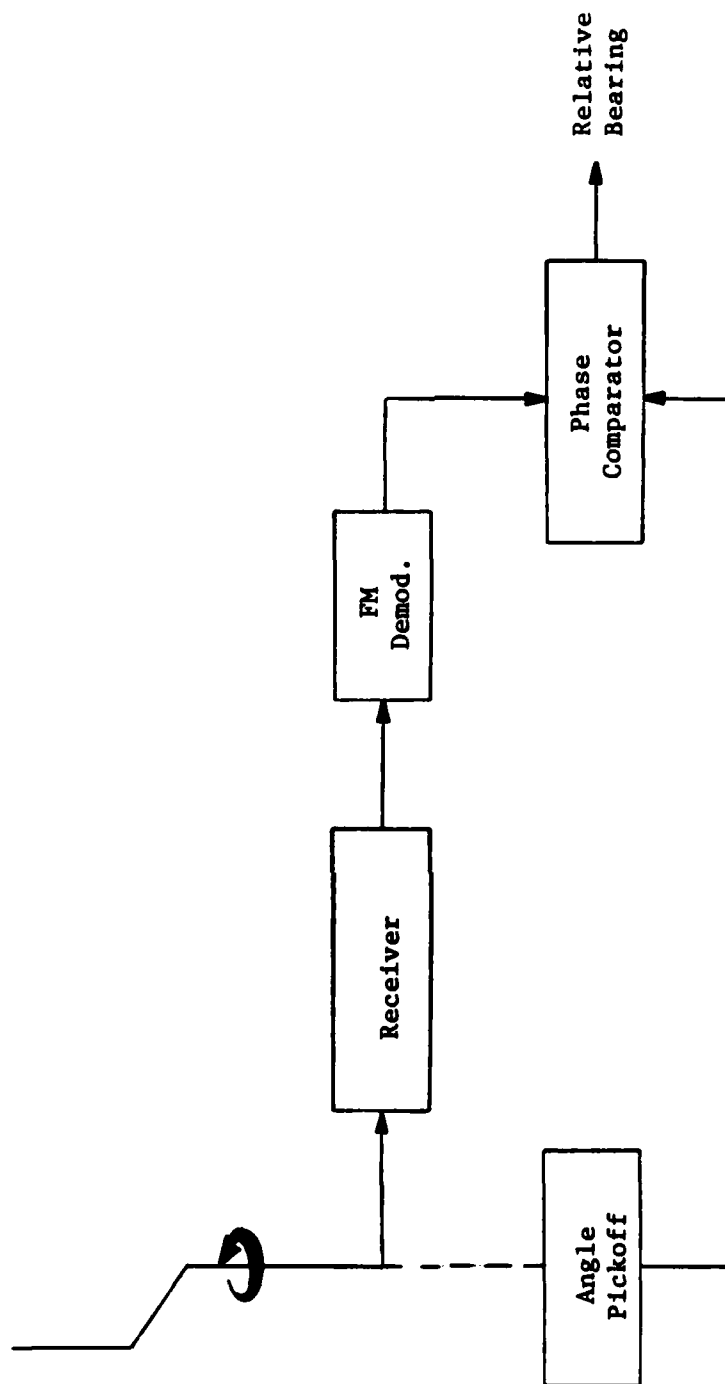 Receiver
FM
Demod.
Angle
Pickoff
Phase
Comparator
Relative
Bearing